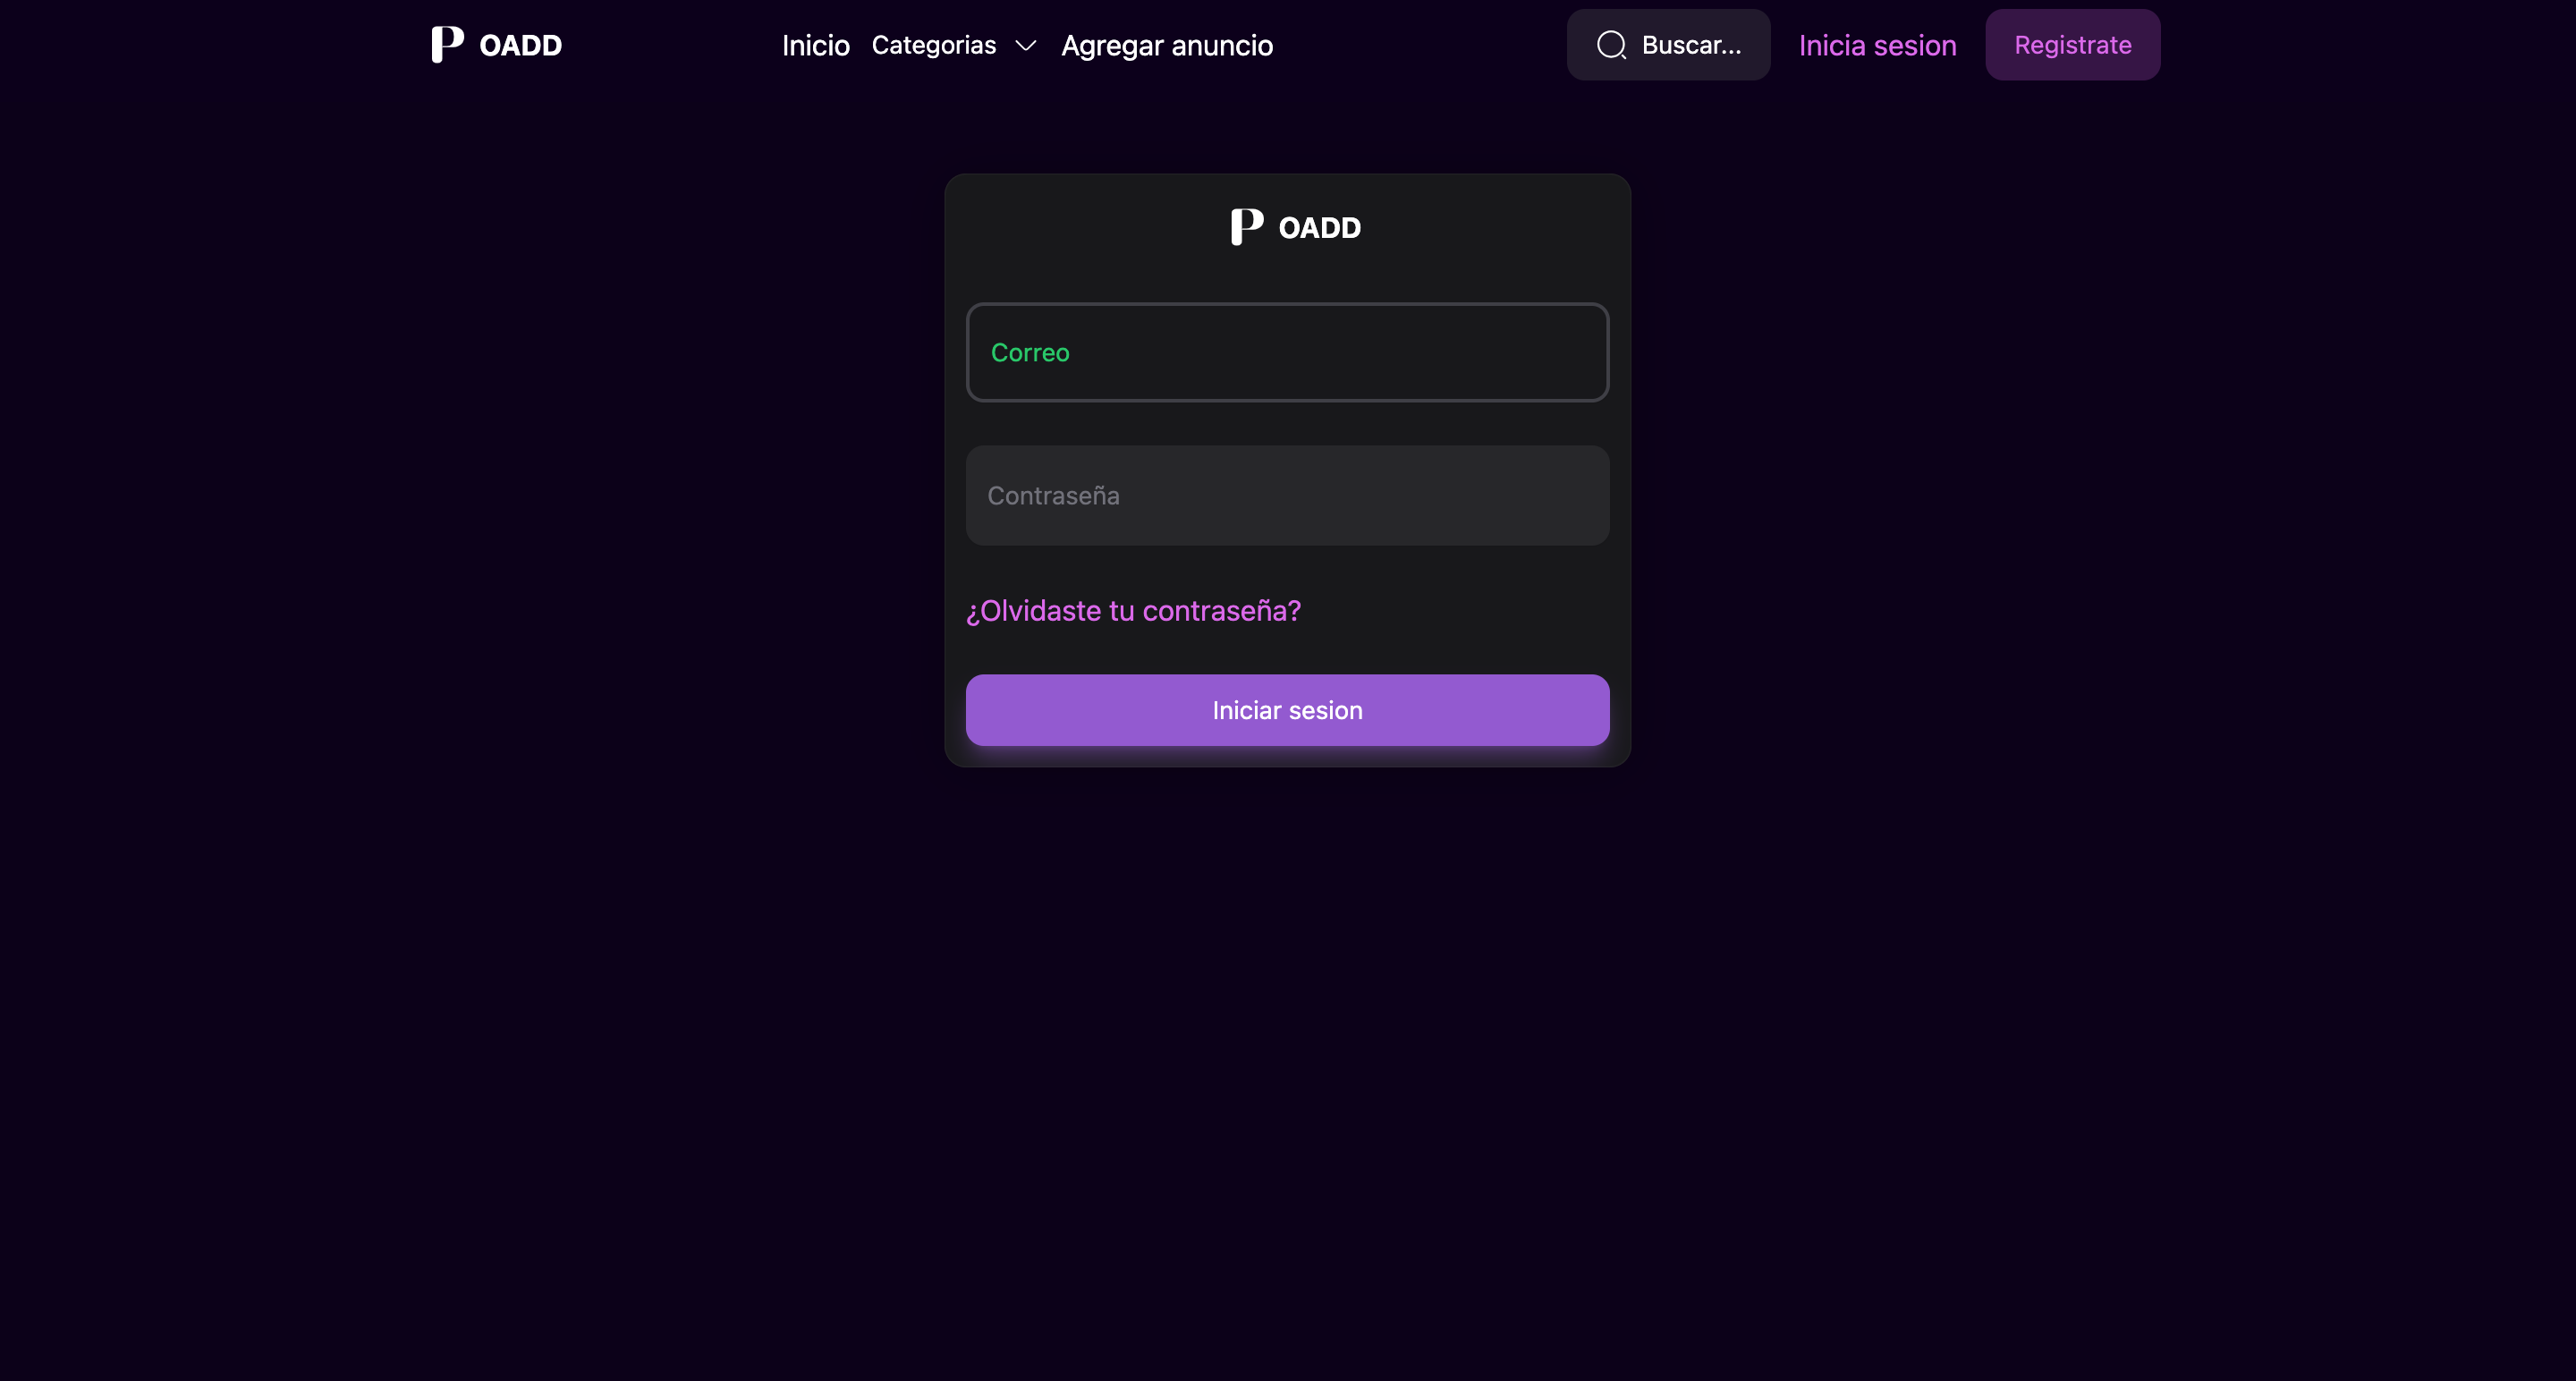 P OADD
Inicio Categorias Agregar anuncio Buscar... Inicia sesion Registrate
P OADD
Correo
Contraseña
¿Olvidaste tu contraseña?
Iniciar sesion